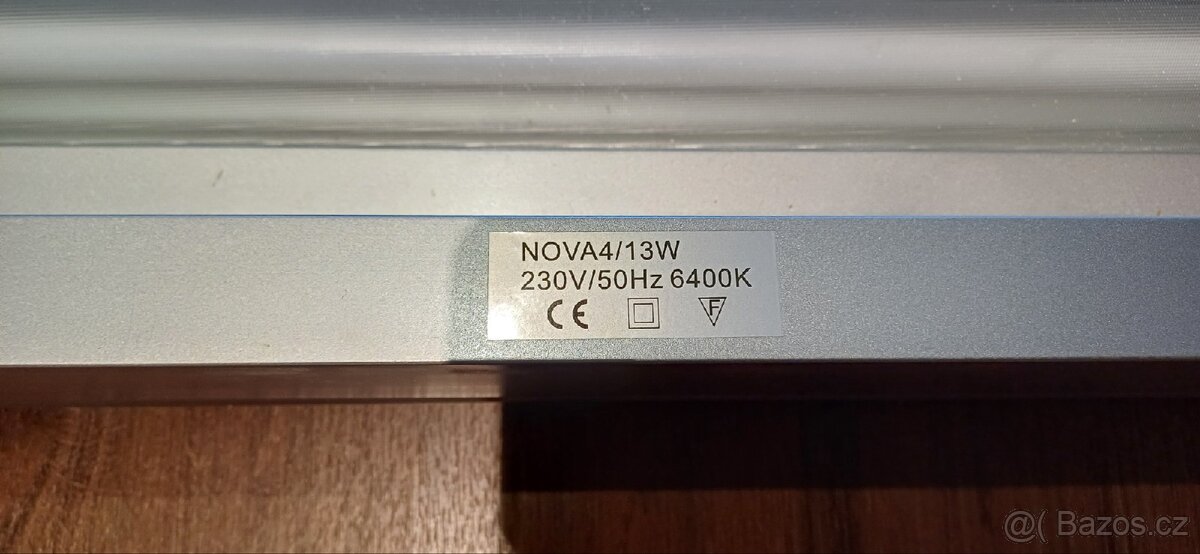 NOVA4/13W
230V/50Hz 6400K
CE F
@( Bazos.cz